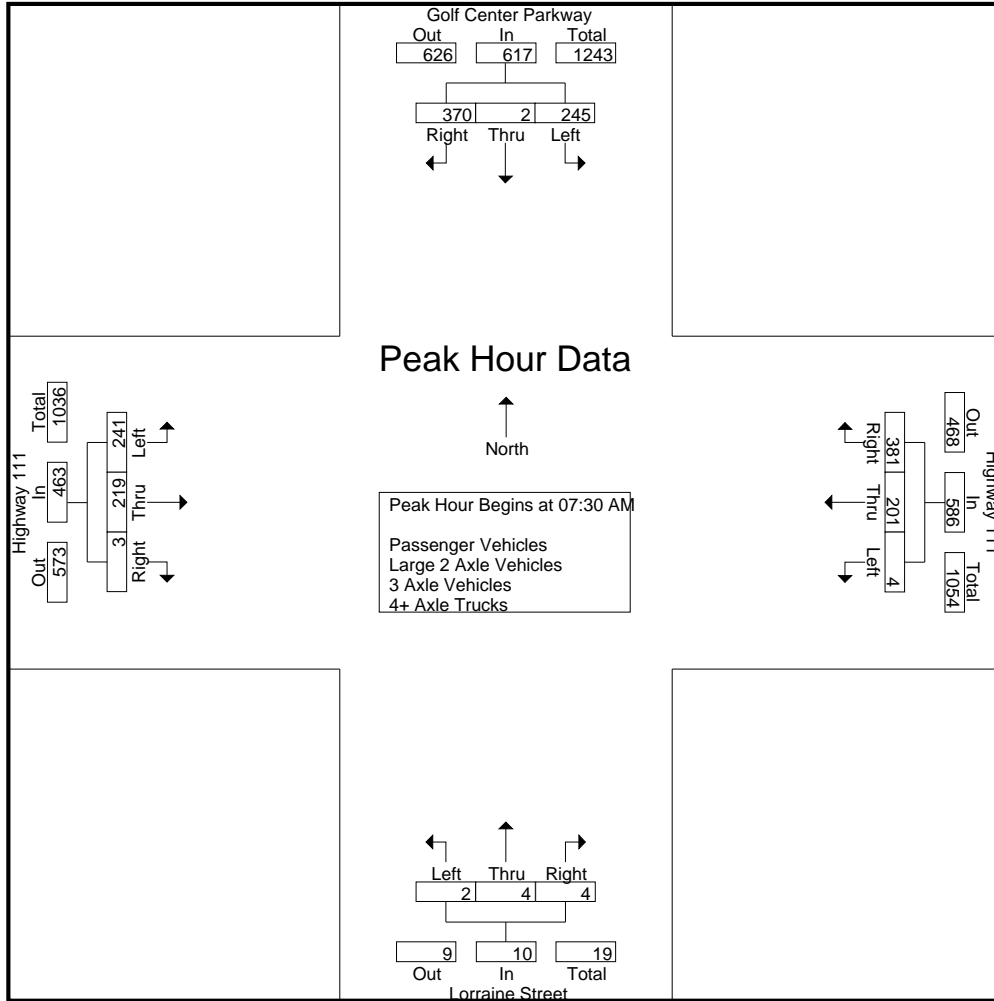 Golf Center Parkway
Out In Total
626 617 1243
370 2 245
Right Thru Left
Peak Hour Data
North
Peak Hour Begins at 07:30 AM
Passenger Vehicles
Large 2 Axle Vehicles
3 Axle Vehicles
4+ Axle Trucks
Highway 111
Out In Total
573 463 1036
3 219 241
Right Thru Left
Highway 111
Out In Total
468 586 1054
381 201 4
Right Thru Left
Left Thru Right
2 4 4
9 10 19
Out In Total
Lorraine Street